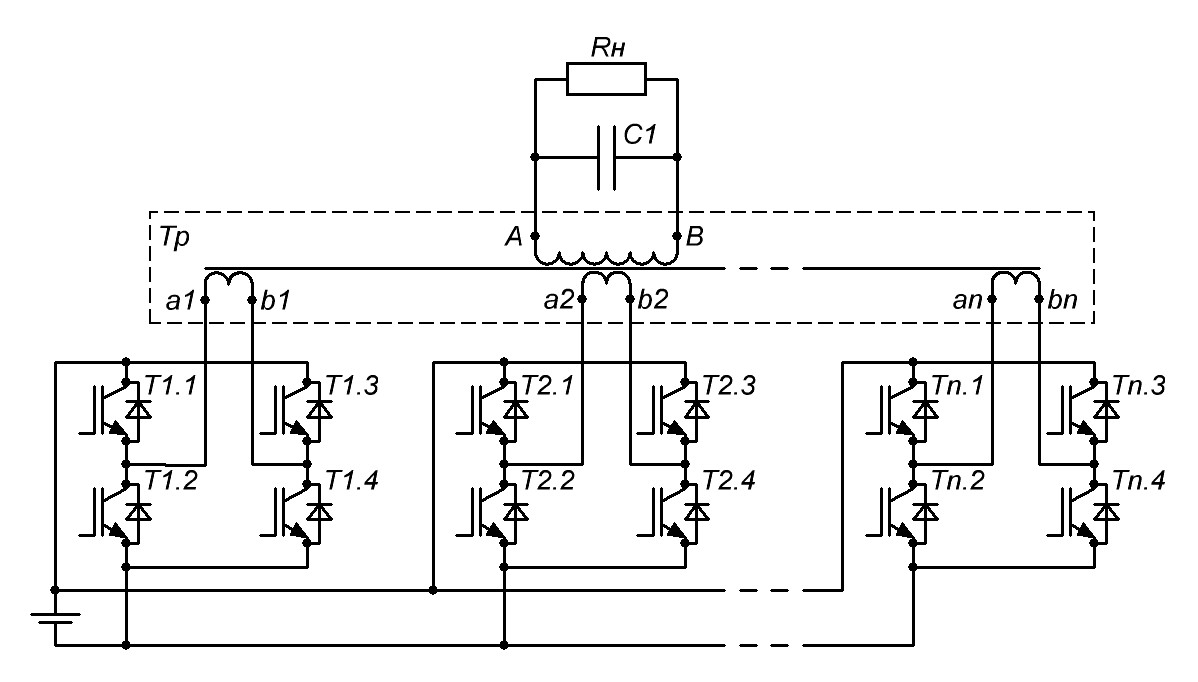 Rн
C1
Тр
A
B
a1
b1
a2
b2
an
bn
T1.1
T1.3
T2.1
T2.3
Tn.1
Tn.3
T1.2
T1.4
T2.2
T2.4
Tn.2
Tn.4